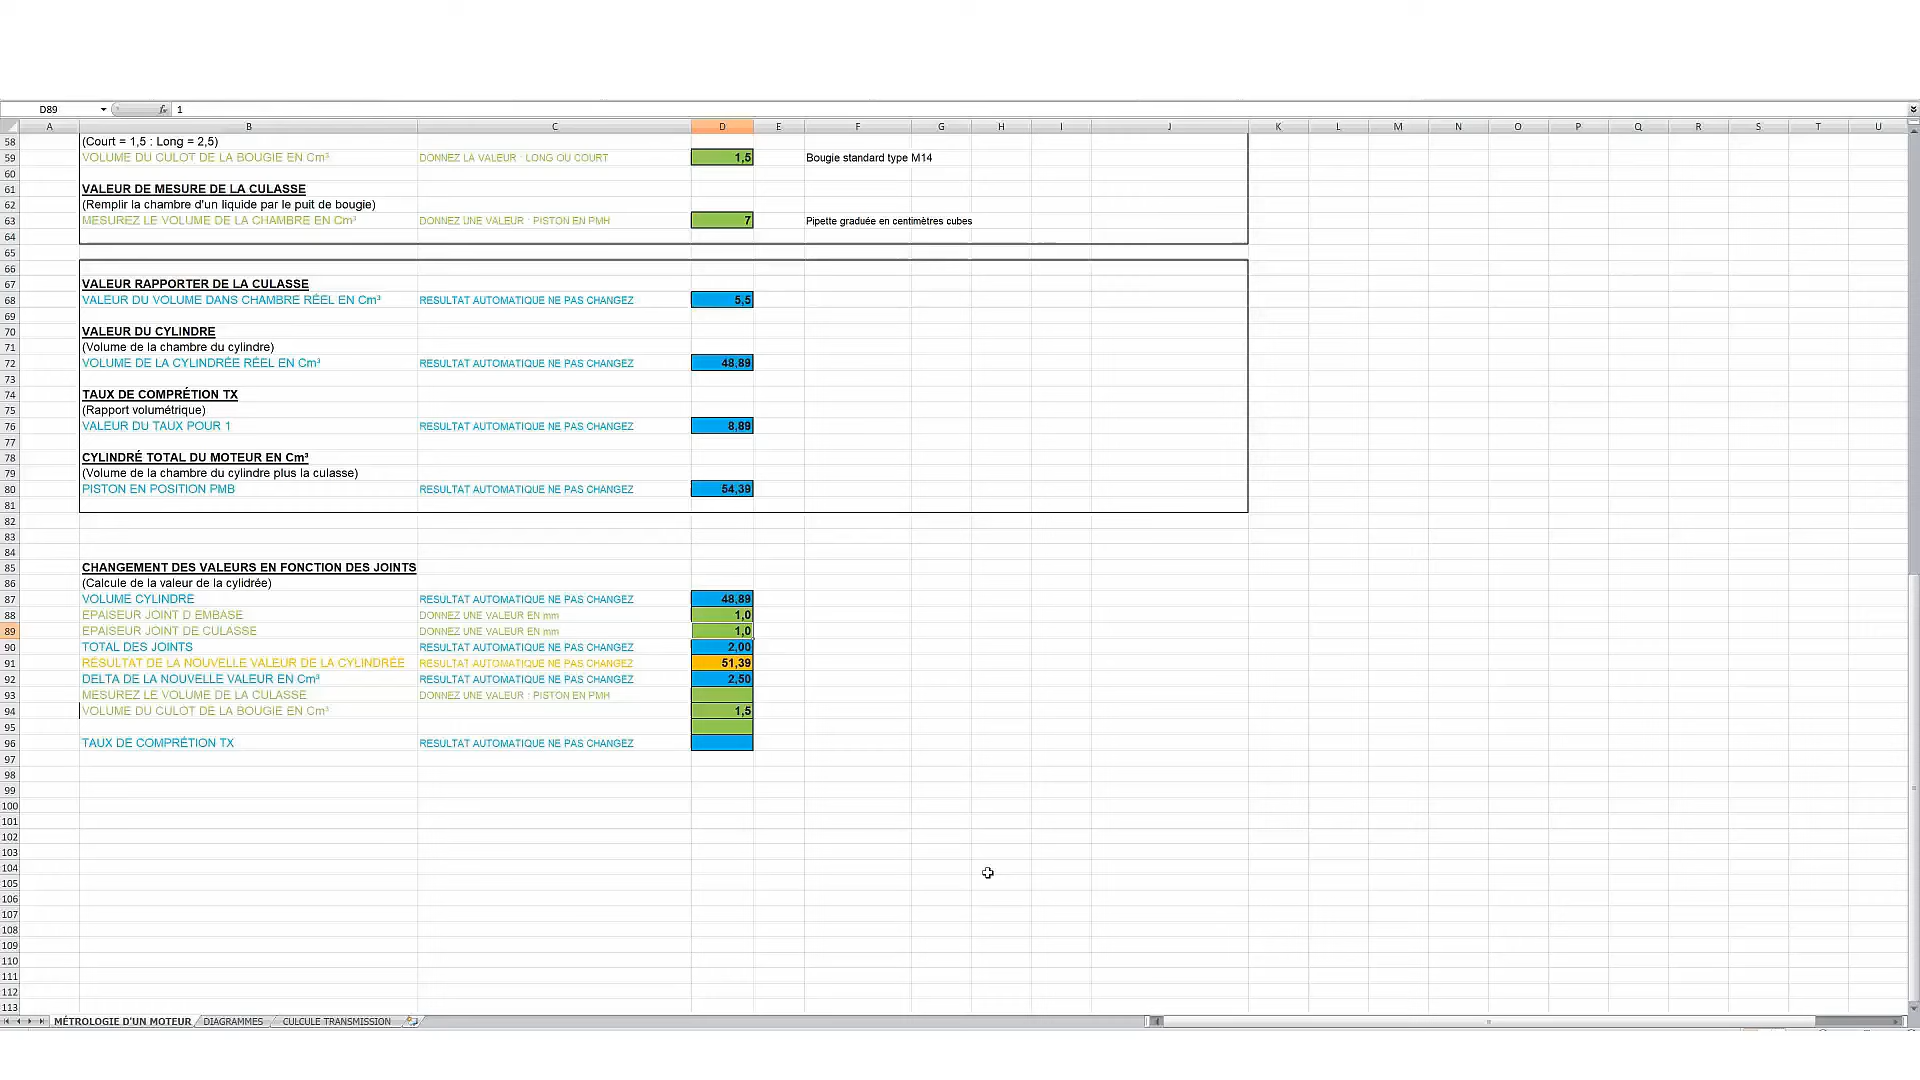 D89 fx 1
A B C D E F G H I J K L M N O P Q R S T U
58 (Court = 1,5 : Long = 2,5)
59 VOLUME DU CULOT DE LA BOUGIE EN Cm³ DONNEZ LA VALEUR : LONG OU COURT 1,5 Bougie standard type M14
60
61 VALEUR DE MESURE DE LA CULASSE
62 (Remplir la chambre d'un liquide par le puit de bougie)
63 MESUREZ LE VOLUME DE LA CHAMBRE EN Cm³ DONNEZ UNE VALEUR : PISTON EN PMH 7 Pipette graduée en centimètres cubes
64
65
66
67 VALEUR RAPPORTER DE LA CULASSE
68 VALEUR DU VOLUME DANS CHAMBRE RÉEL EN Cm³ RESULTAT AUTOMATIQUE NE PAS CHANGEZ 5,5
69
70 VALEUR DU CYLINDRE
71 (Volume de la chambre du cylindre)
72 VOLUME DE LA CYLINDRÉE RÉEL EN Cm³ RESULTAT AUTOMATIQUE NE PAS CHANGEZ 48,89
73
74 TAUX DE COMPRÉTION TX
75 (Rapport volumétrique)
76 VALEUR DU TAUX POUR 1 RESULTAT AUTOMATIQUE NE PAS CHANGEZ 8,89
77
78 CYLINDRÉ TOTAL DU MOTEUR EN Cm³
79 (Volume de la chambre du cylindre plus la culasse)
80 PISTON EN POSITION PMB RESULTAT AUTOMATIQUE NE PAS CHANGEZ 54,39
81
82
83
84
85 CHANGEMENT DES VALEURS EN FONCTION DES JOINTS
86 (Calcule de la valeur de la cylidrée)
87 VOLUME CYLINDRE RESULTAT AUTOMATIQUE NE PAS CHANGEZ 48,89
88 EPAISEUR JOINT D EMBASE DONNEZ UNE VALEUR EN mm 1,0
89 EPAISEUR JOINT DE CULASSE DONNEZ UNE VALEUR EN mm 1,0
90 TOTAL DES JOINTS RESULTAT AUTOMATIQUE NE PAS CHANGEZ 2,00
91 RÉSULTAT DE LA NOUVELLE VALEUR DE LA CYLINDRÉE RESULTAT AUTOMATIQUE NE PAS CHANGEZ 51,39
92 DELTA DE LA NOUVELLE VALEUR EN Cm³ RESULTAT AUTOMATIQUE NE PAS CHANGEZ 2,50
93 MESUREZ LE VOLUME DE LA CULASSE DONNEZ UNE VALEUR : PISTON EN PMH
94 VOLUME DU CULOT DE LA BOUGIE EN Cm³ 1,5
95
96 TAUX DE COMPRÉTION TX RESULTAT AUTOMATIQUE NE PAS CHANGEZ
97
98
99
100
101
102
103
104
105
106
107
108
109
110
111
112
113
MÉTROLOGIE D'UN MOTEUR DIAGRAMMES CULCULE TRANSMISSION